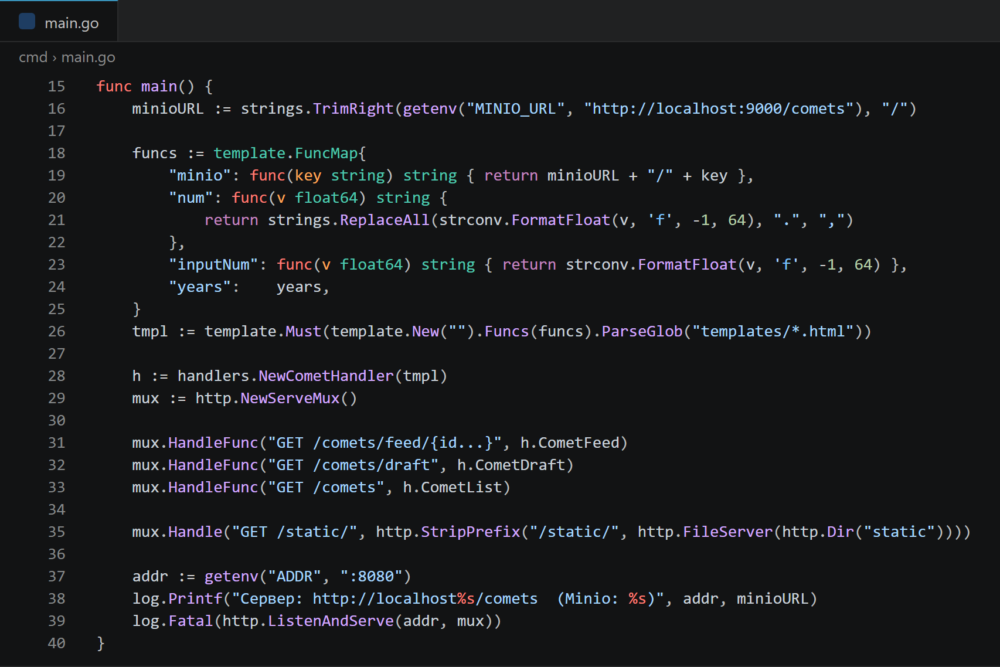 main.go
cmd › main.go
15 func main() {
16     minioURL := strings.TrimRight(getenv("MINIO_URL", "http://localhost:9000/comets"), "/")
17
18     funcs := template.FuncMap{
19         "minio": func(key string) string { return minioURL + "/" + key },
20         "num": func(v float64) string {
21             return strings.ReplaceAll(strconv.FormatFloat(v, 'f', -1, 64), ".", ",")
22         },
23         "inputNum": func(v float64) string { return strconv.FormatFloat(v, 'f', -1, 64) },
24         "years":    years,
25     }
26     tmpl := template.Must(template.New("").Funcs(funcs).ParseGlob("templates/*.html"))
27
28     h := handlers.NewCometHandler(tmpl)
29     mux := http.NewServeMux()
30
31     mux.HandleFunc("GET /comets/feed/{id...}", h.CometFeed)
32     mux.HandleFunc("GET /comets/draft", h.CometDraft)
33     mux.HandleFunc("GET /comets", h.CometList)
34
35     mux.Handle("GET /static/", http.StripPrefix("/static/", http.FileServer(http.Dir("static"))))
36
37     addr := getenv("ADDR", ":8080")
38     log.Printf("Сервер: http://localhost%s/comets  (Minio: %s)", addr, minioURL)
39     log.Fatal(http.ListenAndServe(addr, mux))
40 }